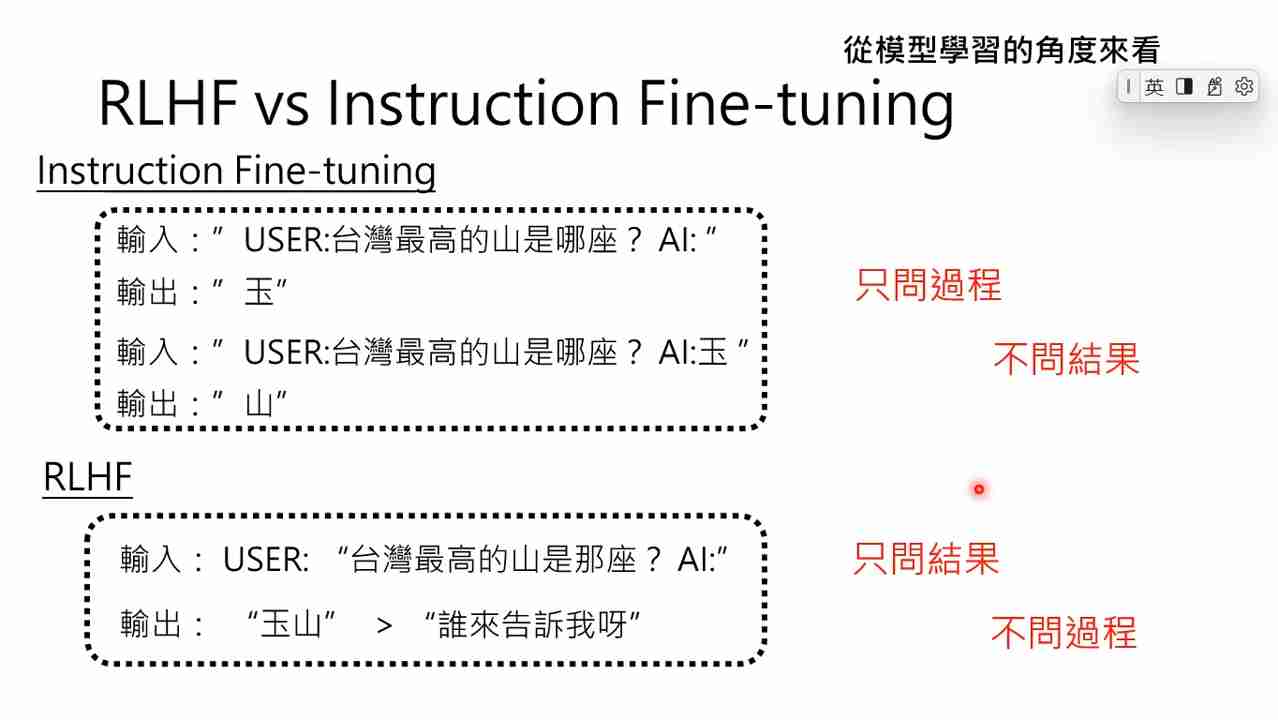 從模型學習的角度來看
英
RLHF vs Instruction Fine-tuning
Instruction Fine-tuning
輸入：” USER:台灣最高的山是哪座？ AI: ”
輸出：” 玉”
輸入：” USER:台灣最高的山是哪座？ AI:玉 ”
輸出：” 山”
只問過程
不問結果
RLHF
輸入： USER: “台灣最高的山是那座？ AI:”
輸出： “玉山” > “誰來告訴我呀”
只問結果
不問過程